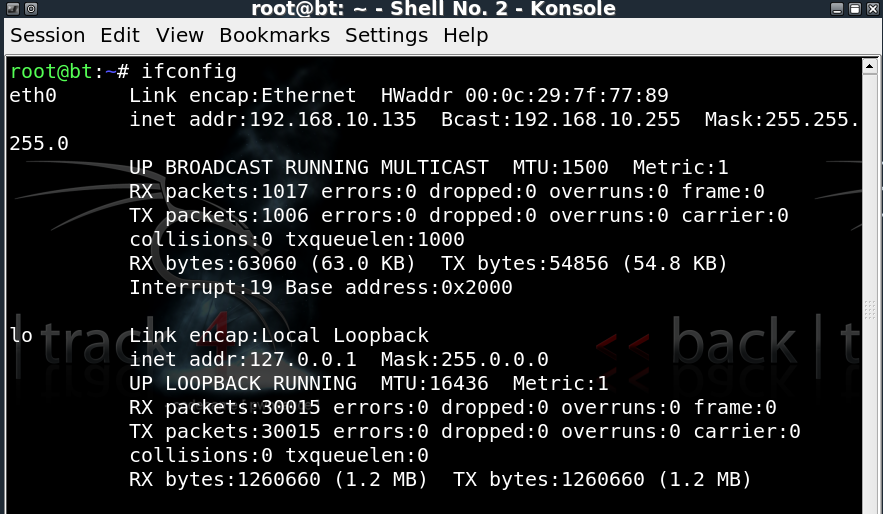 root@bt: ~ - Shell No. 2 - Konsole
Session Edit View Bookmarks Settings Help
root@bt:~# ifconfig
eth0      Link encap:Ethernet  HWaddr 00:0c:29:7f:77:89
          inet addr:192.168.10.135  Bcast:192.168.10.255  Mask:255.255.
255.0
          UP BROADCAST RUNNING MULTICAST  MTU:1500  Metric:1
          RX packets:1017 errors:0 dropped:0 overruns:0 frame:0
          TX packets:1006 errors:0 dropped:0 overruns:0 carrier:0
          collisions:0 txqueuelen:1000
          RX bytes:63060 (63.0 KB)  TX bytes:54856 (54.8 KB)
          Interrupt:19 Base address:0x2000
lo        Link encap:Local Loopback
          inet addr:127.0.0.1  Mask:255.0.0.0
          UP LOOPBACK RUNNING  MTU:16436  Metric:1
          RX packets:30015 errors:0 dropped:0 overruns:0 frame:0
          TX packets:30015 errors:0 dropped:0 overruns:0 carrier:0
          collisions:0 txqueuelen:0
          RX bytes:1260660 (1.2 MB)  TX bytes:1260660 (1.2 MB)
| track 4
<< back | t